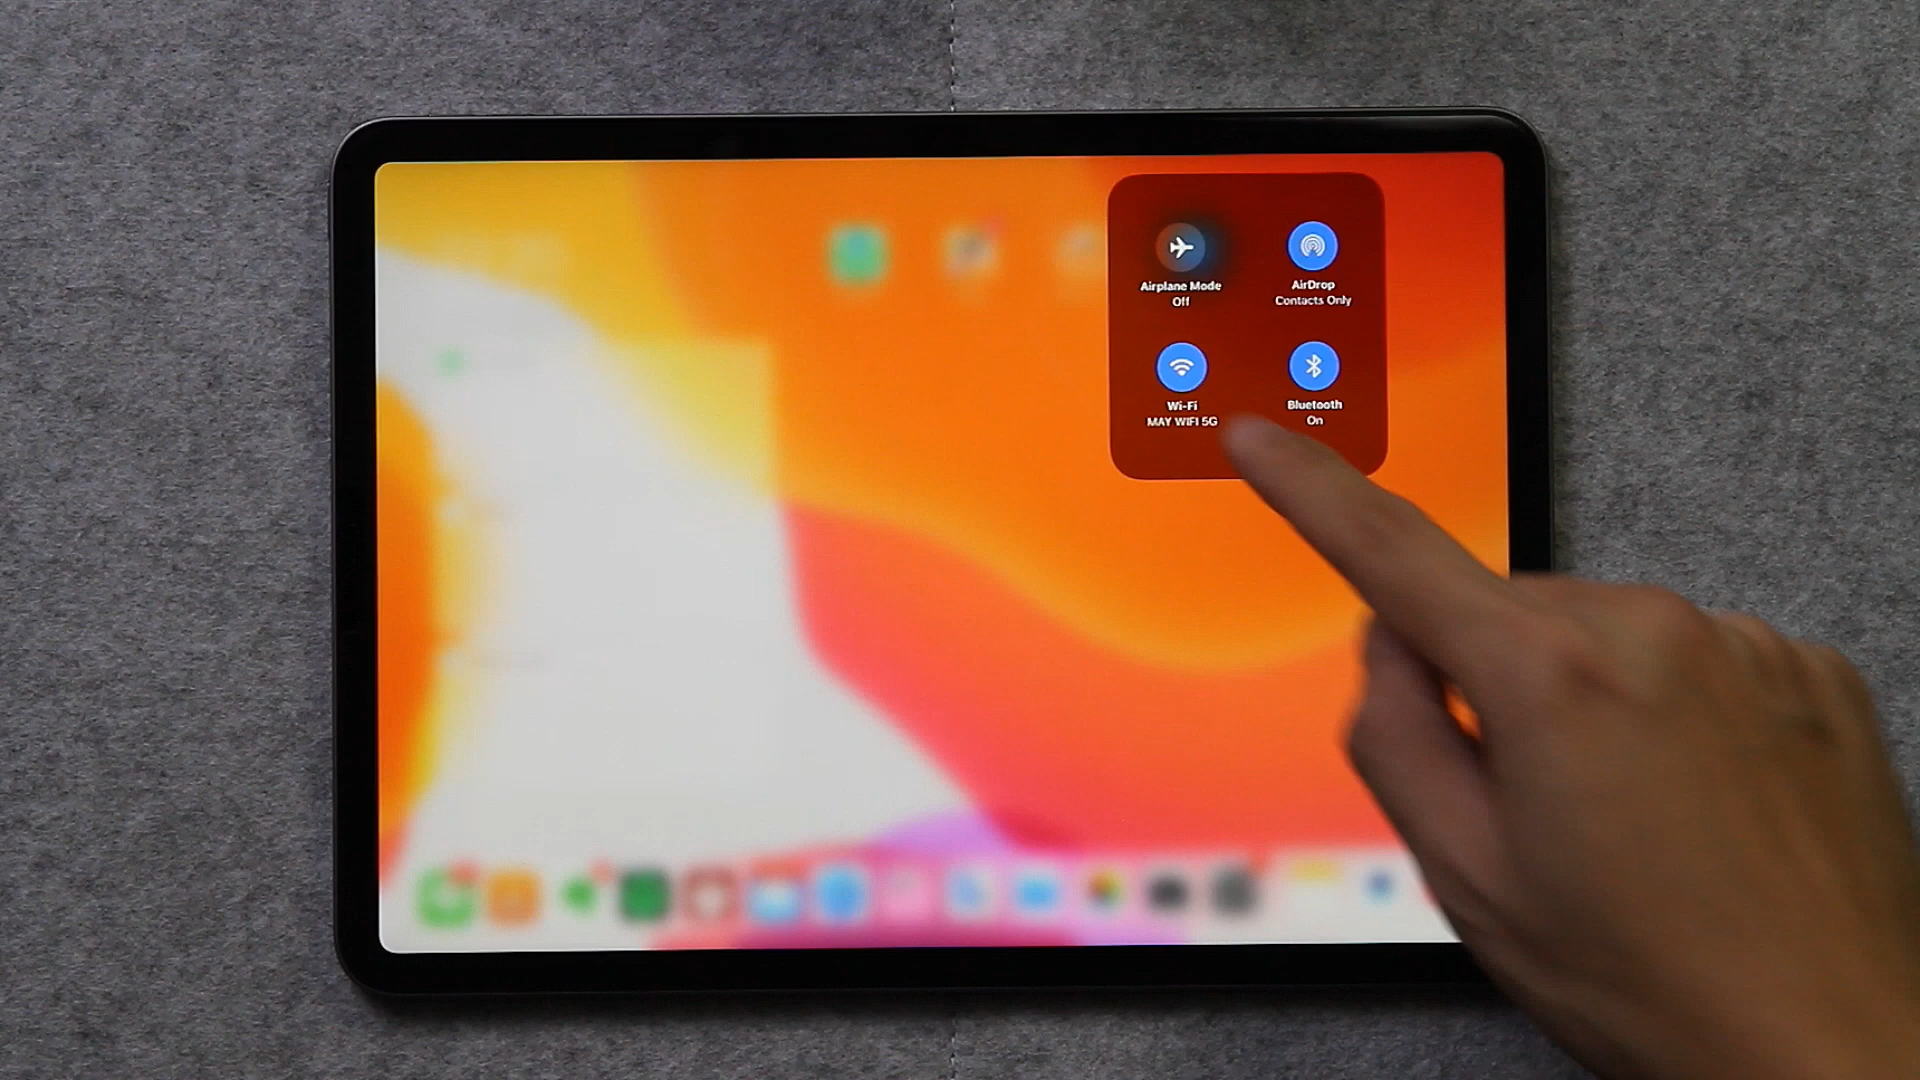 Airplane Mode
Off
AirDrop
Contacts Only
Wi-Fi
MAY WIFI 5G
Bluetooth
On